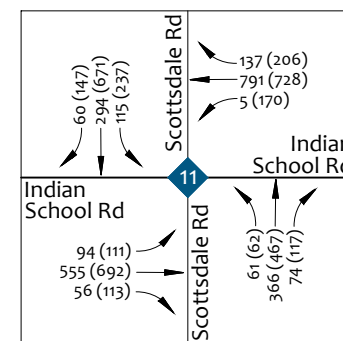 Scottsdale Rd
60 (147)
294 (671)
115 (237)
137 (206)
791 (728)
5 (170)
Indian
School Rd
11
Indian
School Rd
94 (111)
555 (692)
56 (113)
Scottsdale Rd
61 (62)
366 (467)
74 (117)